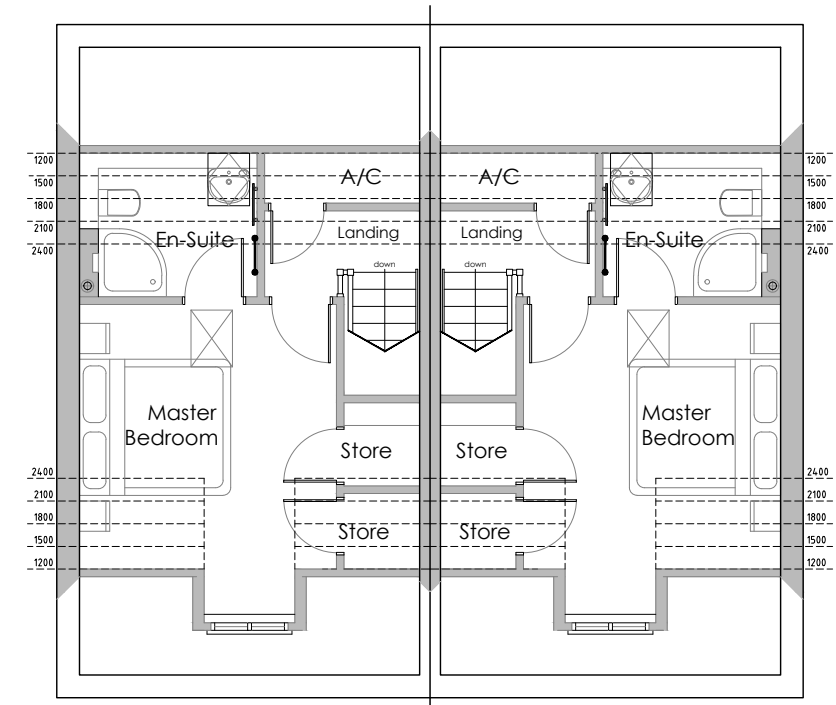 1200
1500
1800
2100
2400
A/C
A/C
1200
1500
1800
2100
2400
En-Suite
Landing
Landing
En-Suite
down
down
Master
Bedroom
Master
Bedroom
Store
Store
2400
2100
1800
1500
1200
Store
Store
2400
2100
1800
1500
1200